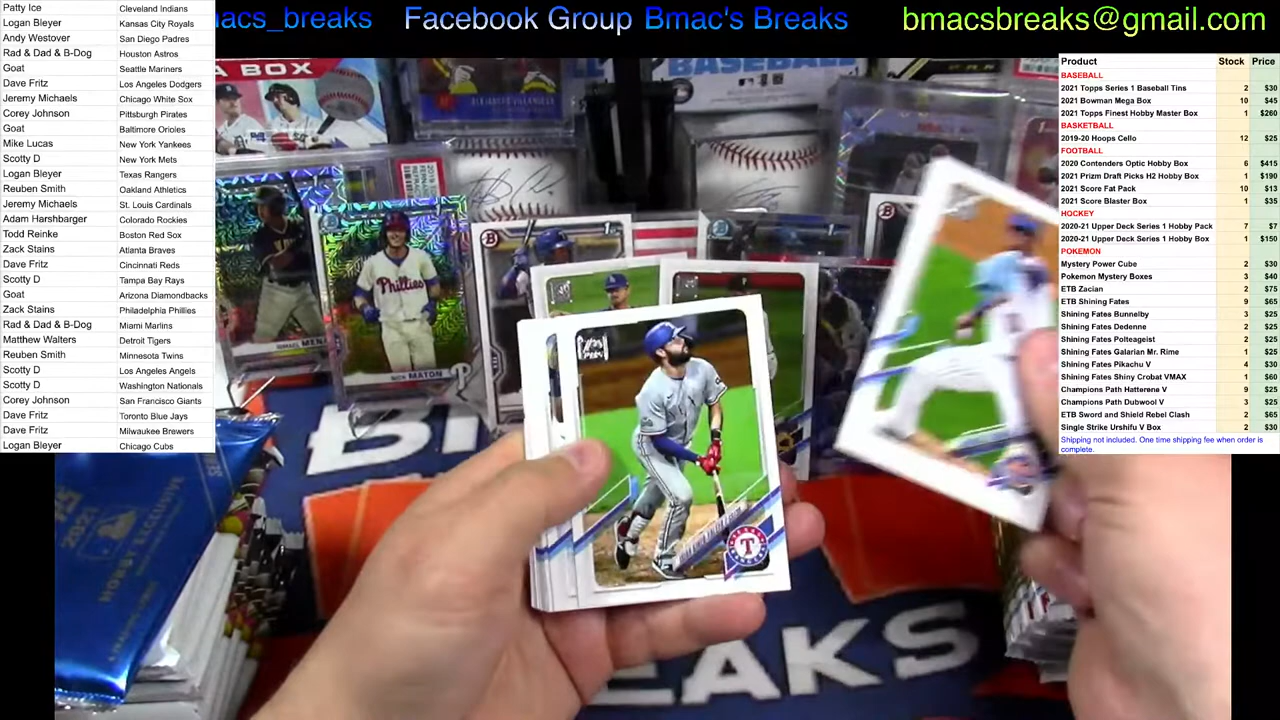 macs_breaks Facebook Group Bmac's Breaks bmacsbreaks@gmail.com
Patty Ice Cleveland Indians
Logan Bleyer Kansas City Royals
Andy Westover San Diego Padres
Rad & Dad & B-Dog Houston Astros
Goat Seattle Mariners
Dave Fritz Los Angeles Dodgers
Jeremy Michaels Chicago White Sox
Corey Johnson Pittsburgh Pirates
Goat Baltimore Orioles
Mike Lucas New York Yankees
Scotty D New York Mets
Logan Bleyer Texas Rangers
Reuben Smith Oakland Athletics
Jeremy Michaels St. Louis Cardinals
Adam Harshbarger Colorado Rockies
Todd Reinke Boston Red Sox
Zack Stains Atlanta Braves
Dave Fritz Cincinnati Reds
Scotty D Tampa Bay Rays
Goat Arizona Diamondbacks
Zack Stains Philadelphia Phillies
Rad & Dad & B-Dog Miami Marlins
Matthew Walters Detroit Tigers
Reuben Smith Minnesota Twins
Scotty D Los Angeles Angels
Scotty D Washington Nationals
Corey Johnson San Francisco Giants
Dave Fritz Toronto Blue Jays
Dave Fritz Milwaukee Brewers
Logan Bleyer Chicago Cubs
Product Stock Price
BASEBALL
2021 Topps Series 1 Baseball Tins 2 $30
2021 Bowman Mega Box 10 $45
2021 Topps Finest Hobby Master Box 1 $260
BASKETBALL
2019-20 Hoops Cello 12 $25
FOOTBALL
2020 Contenders Optic Hobby Box 6 $415
2021 Prizm Draft Picks H2 Hobby Box 1 $190
2021 Score Fat Pack 10 $13
2021 Score Blaster Box 1 $35
HOCKEY
2020-21 Upper Deck Series 1 Hobby Pack 7 $7
2020-21 Upper Deck Series 1 Hobby Box 1 $150
POKEMON
Mystery Power Cube 2 $30
Pokemon Mystery Boxes 3 $40
ETB Zacian 2 $75
ETB Shining Fates 9 $65
Shining Fates Bunnelby 3 $25
Shining Fates Dedenne 2 $25
Shining Fates Polteageist 2 $25
Shining Fates Galarian Mr. Rime 1 $25
Shining Fates Pikachu V 4 $30
Shining Fates Shiny Crobat VMAX 6 $60
Champions Path Hatterene V 9 $25
Champions Path Dubwool V 3 $25
ETB Sword and Shield Rebel Clash 2 $65
Single Strike Urshifu V Box 2 $30
Shipping not included. One time shipping fee when order is
complete.
A BOX
BASEBALL
Phillies
NICK MATON
T
2021
HOBBY EXCLUSIVE
BREAKS